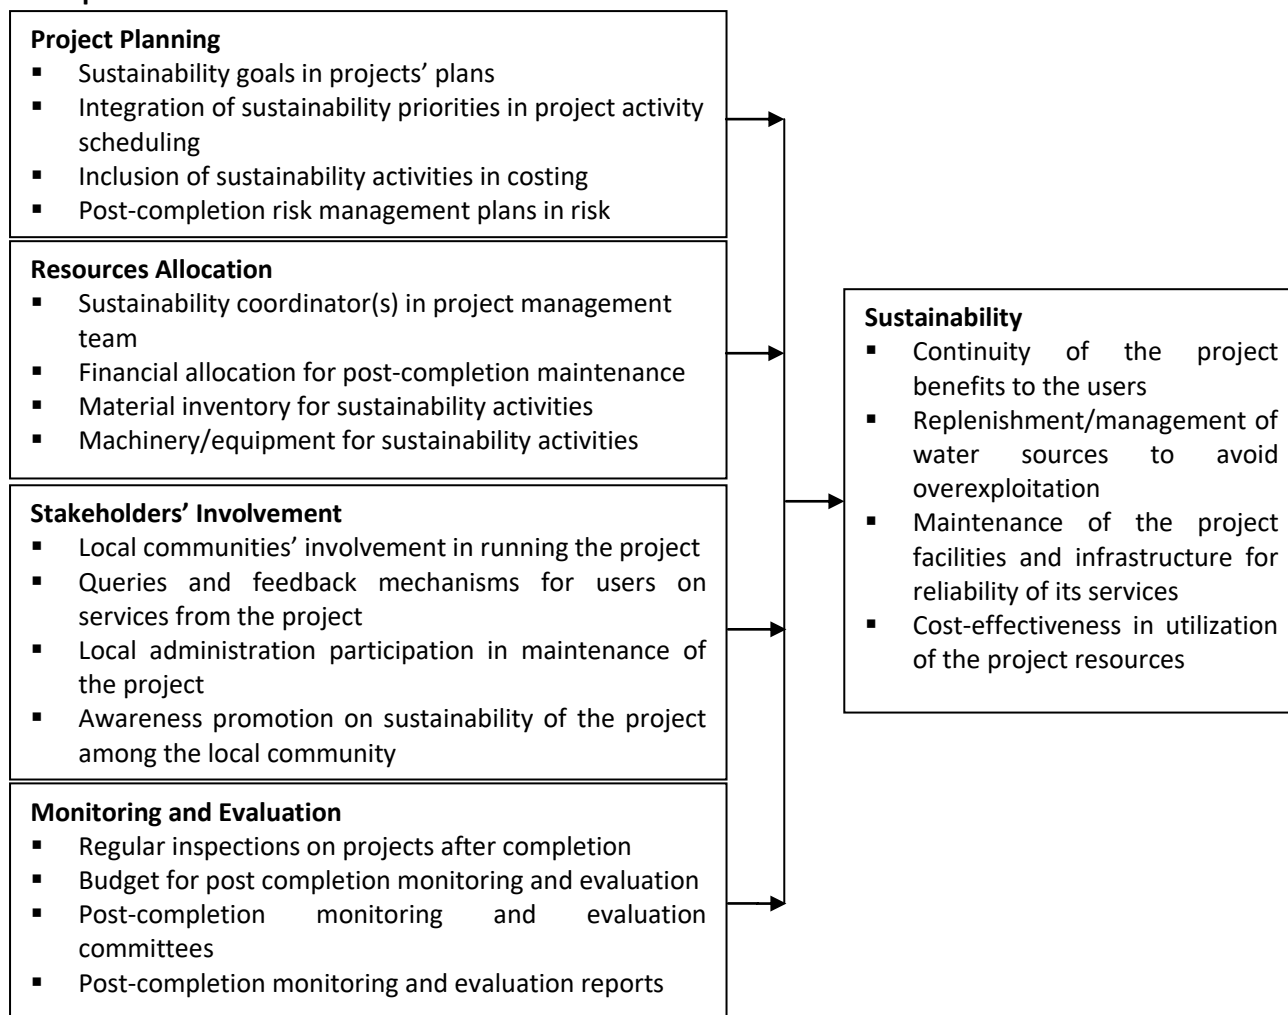 Project Planning
▪ Sustainability goals in projects’ plans
▪ Integration of sustainability priorities in project activity
scheduling
▪ Inclusion of sustainability activities in costing
▪ Post-completion risk management plans in risk
Resources Allocation
▪ Sustainability coordinator(s) in project management
team
▪ Financial allocation for post-completion maintenance
▪ Material inventory for sustainability activities
▪ Machinery/equipment for sustainability activities
Stakeholders’ Involvement
▪ Local communities’ involvement in running the project
▪ Queries and feedback mechanisms for users on
services from the project
▪ Local administration participation in maintenance of
the project
▪ Awareness promotion on sustainability of the project
among the local community
Monitoring and Evaluation
▪ Regular inspections on projects after completion
▪ Budget for post completion monitoring and evaluation
▪ Post-completion monitoring and evaluation
committees
▪ Post-completion monitoring and evaluation reports
Sustainability
▪ Continuity of the project
benefits to the users
▪ Replenishment/management of
water sources to avoid
overexploitation
▪ Maintenance of the project
facilities and infrastructure for
reliability of its services
▪ Cost-effectiveness in utilization
of the project resources